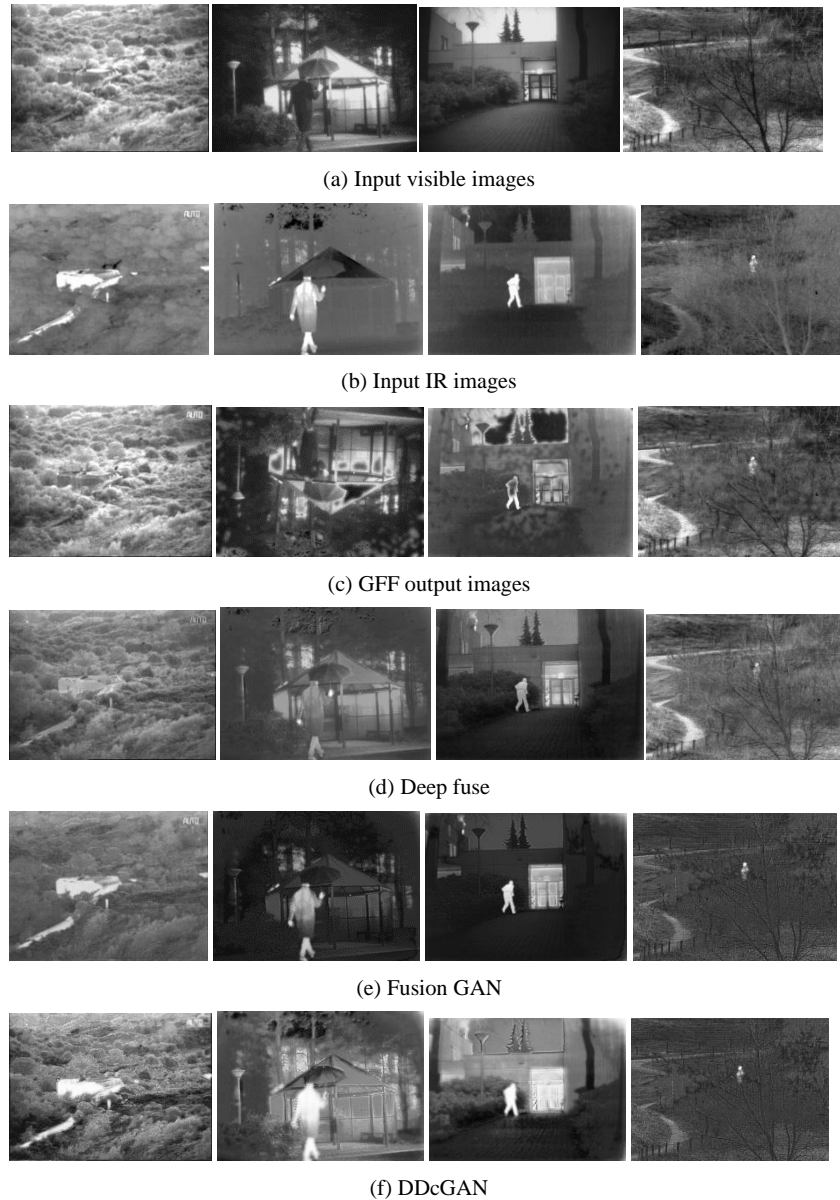 (a) Input visible images
AUTO
(b) Input IR images
AUTO
(c) GFF output images
AUTO
(d) Deep fuse
AUTO
(e) Fusion GAN
(f) DDcGAN